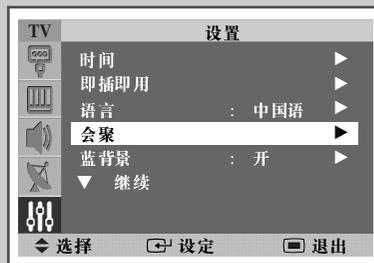 TV 设置
时间 ▶
即插即用 ▶
语言 : 中国语 ▶
会聚 ▶
蓝背景 : 开 ▶
▼ 继续
选择 设定 退出